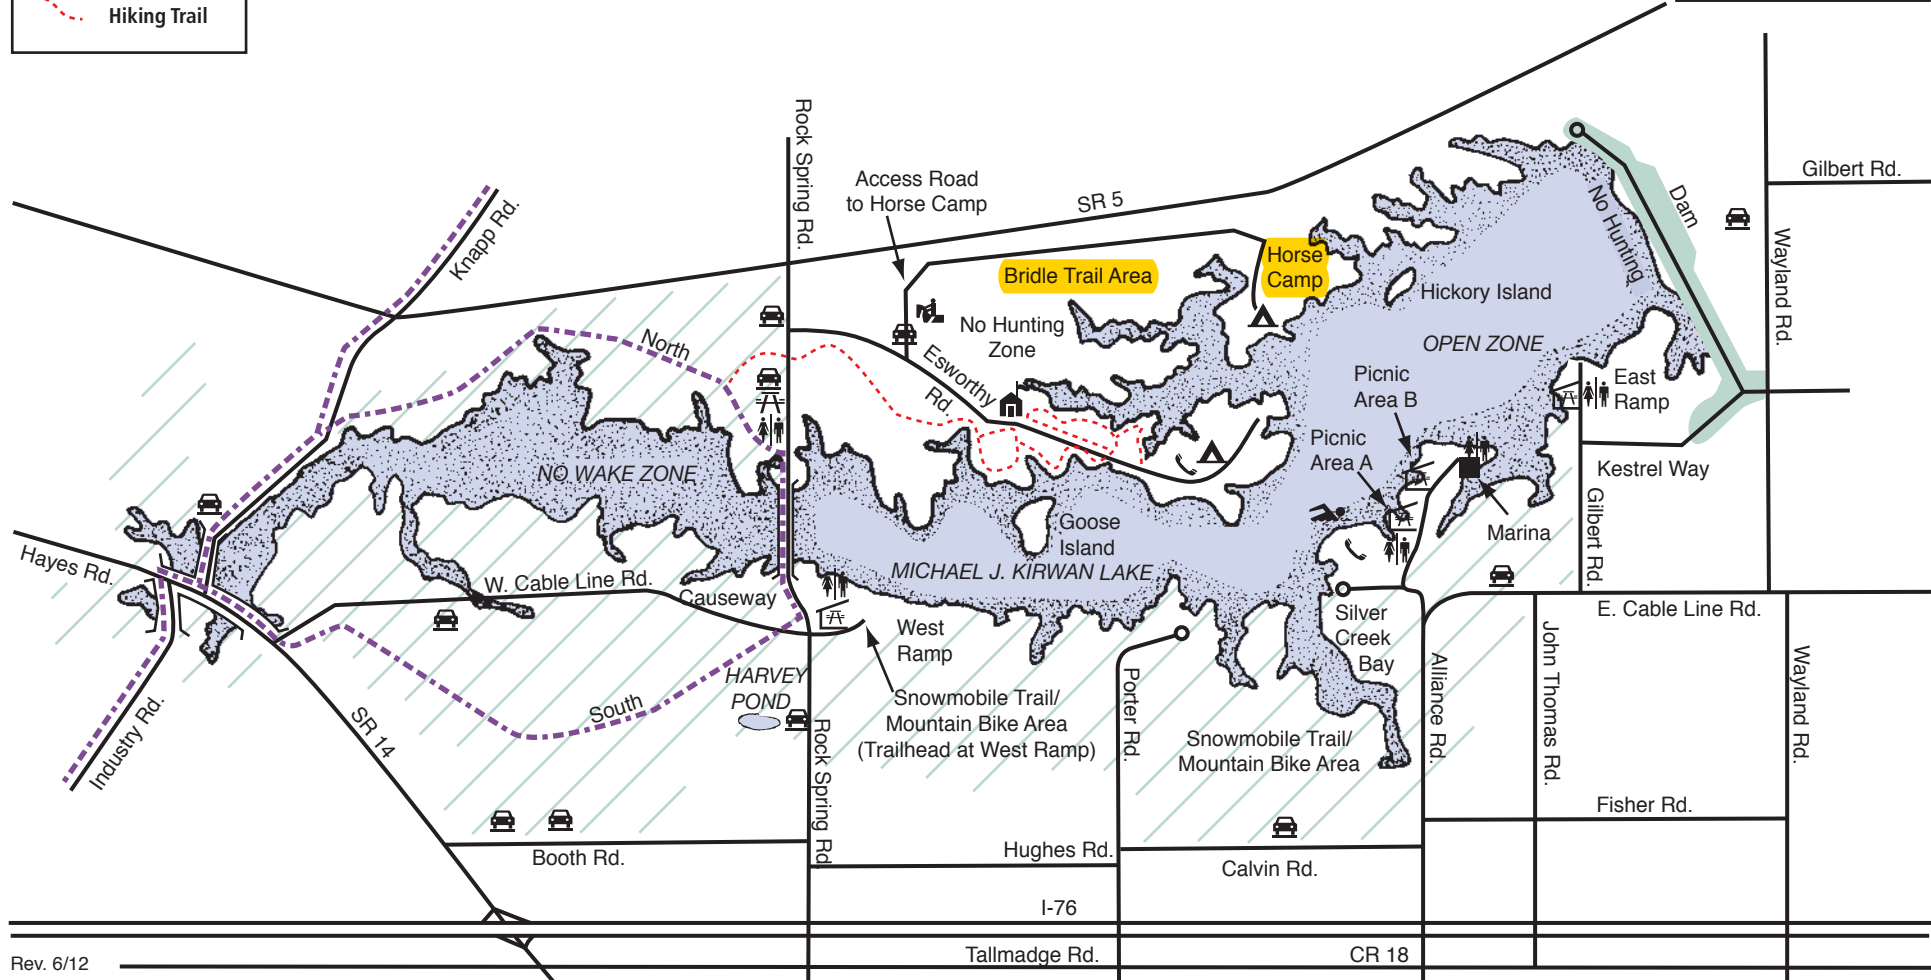 Hiking Trail
Rock Spring Rd.
Access Road
to Horse Camp
SR 5
Knapp Rd.
Gilbert Rd.
Dam
No Hunting
Wayland Rd.
Bridle Trail Area
Horse
Camp
Hickory Island
No Hunting
Zone
OPEN ZONE
North
Esworthy
Rd.
Picnic
Area B
East
Ramp
Picnic
Area A
Kestrel Way
NO WAKE ZONE
Gilbert Rd.
Goose
Island
Marina
Hayes Rd.
W. Cable Line Rd.
MICHAEL J. KIRWAN LAKE
Causeway
E. Cable Line Rd.
Silver
Creek
Bay
West
Ramp
HARVEY
POND
Snowmobile Trail/
Mountain Bike Area
(Trailhead at West Ramp)
South
Industry Rd.
SR 14
Rock Spring Rd.
Porter Rd.
Snowmobile Trail/
Mountain Bike Area
Alliance Rd.
John Thomas Rd.
Wayland Rd.
Fisher Rd.
Booth Rd.
Hughes Rd.
Calvin Rd.
I-76
Tallmadge Rd.
CR 18
Rev. 6/12